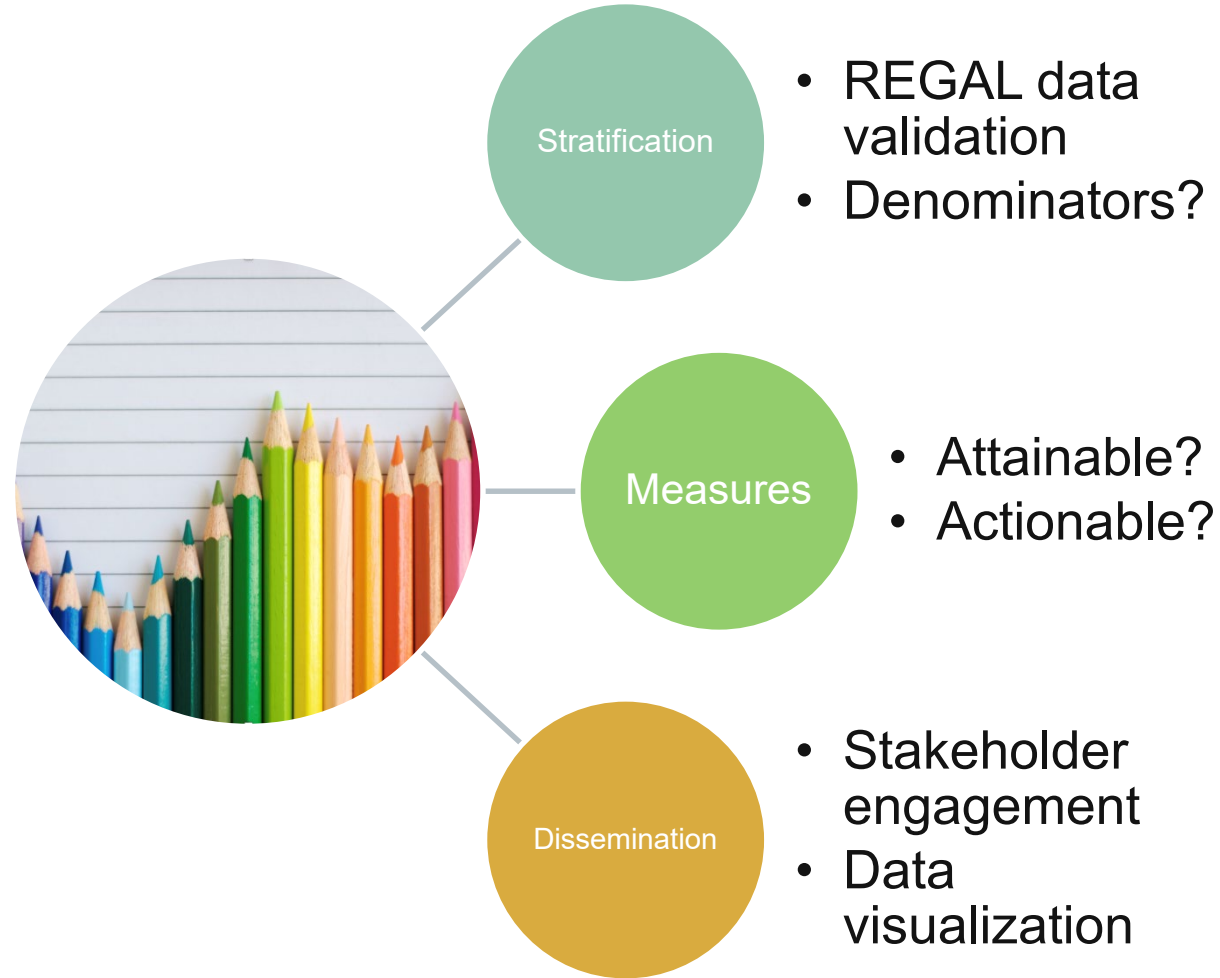 Stratification
• REGAL data
validation
• Denominators?
Measures
• Attainable?
• Actionable?
Dissemination
• Stakeholder
engagement
• Data
visualization